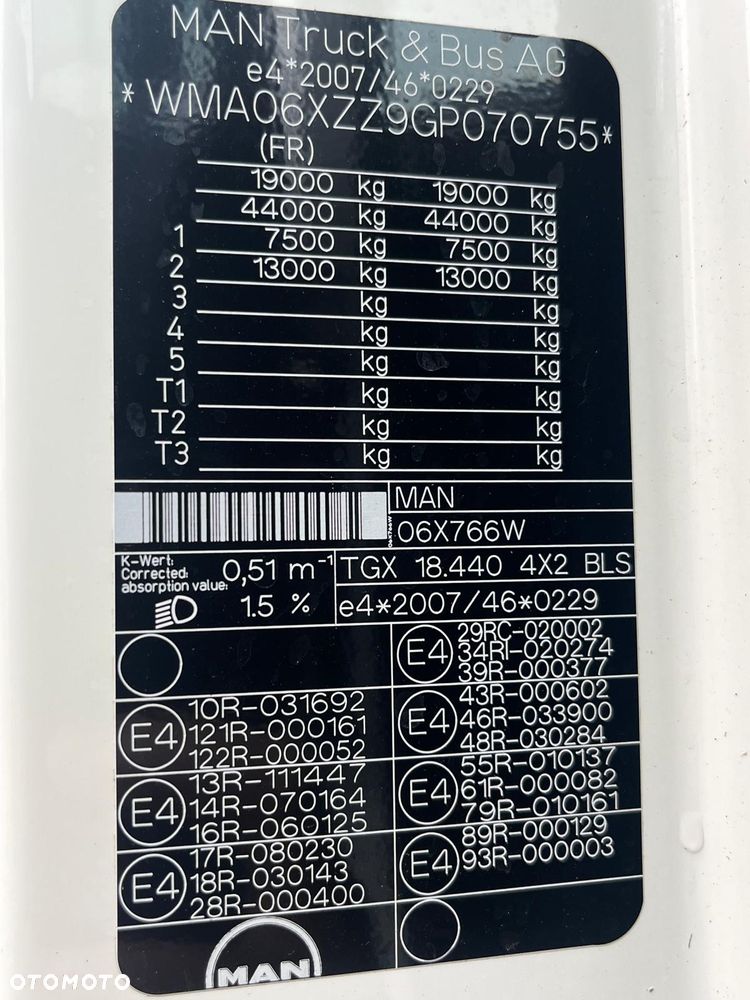 MAN Truck & Bus AG
e4*2007/46*0229
*WMA06XZZ9GP070755*
(FR)
19000 kg 19000 kg
44000 kg 44000 kg
1 7500 kg 7500 kg
2 13000 kg 13000 kg
3 kg kg
4 kg kg
5 kg kg
T1 kg kg
T2 kg kg
T3 kg kg
MAN
06X766W
06X766W
K-Wert:
Corrected:
absorption value:
0,51 m-1
1.5 %
TGX 18.440 4X2 BLS
e4*2007/46*0229
E4
29RC-020002
34RI-020274
39R-000377
E4
10R-031692
121R-000161
122R-000052
E4
43R-000602
46R-033900
48R-030284
E4
13R-111447
14R-070164
16R-060125
E4
55R-010137
61R-000082
79R-010161
E4
17R-080230
18R-030143
28R-000400
E4
89R-000129
93R-000003
MAN
OTOMOTO